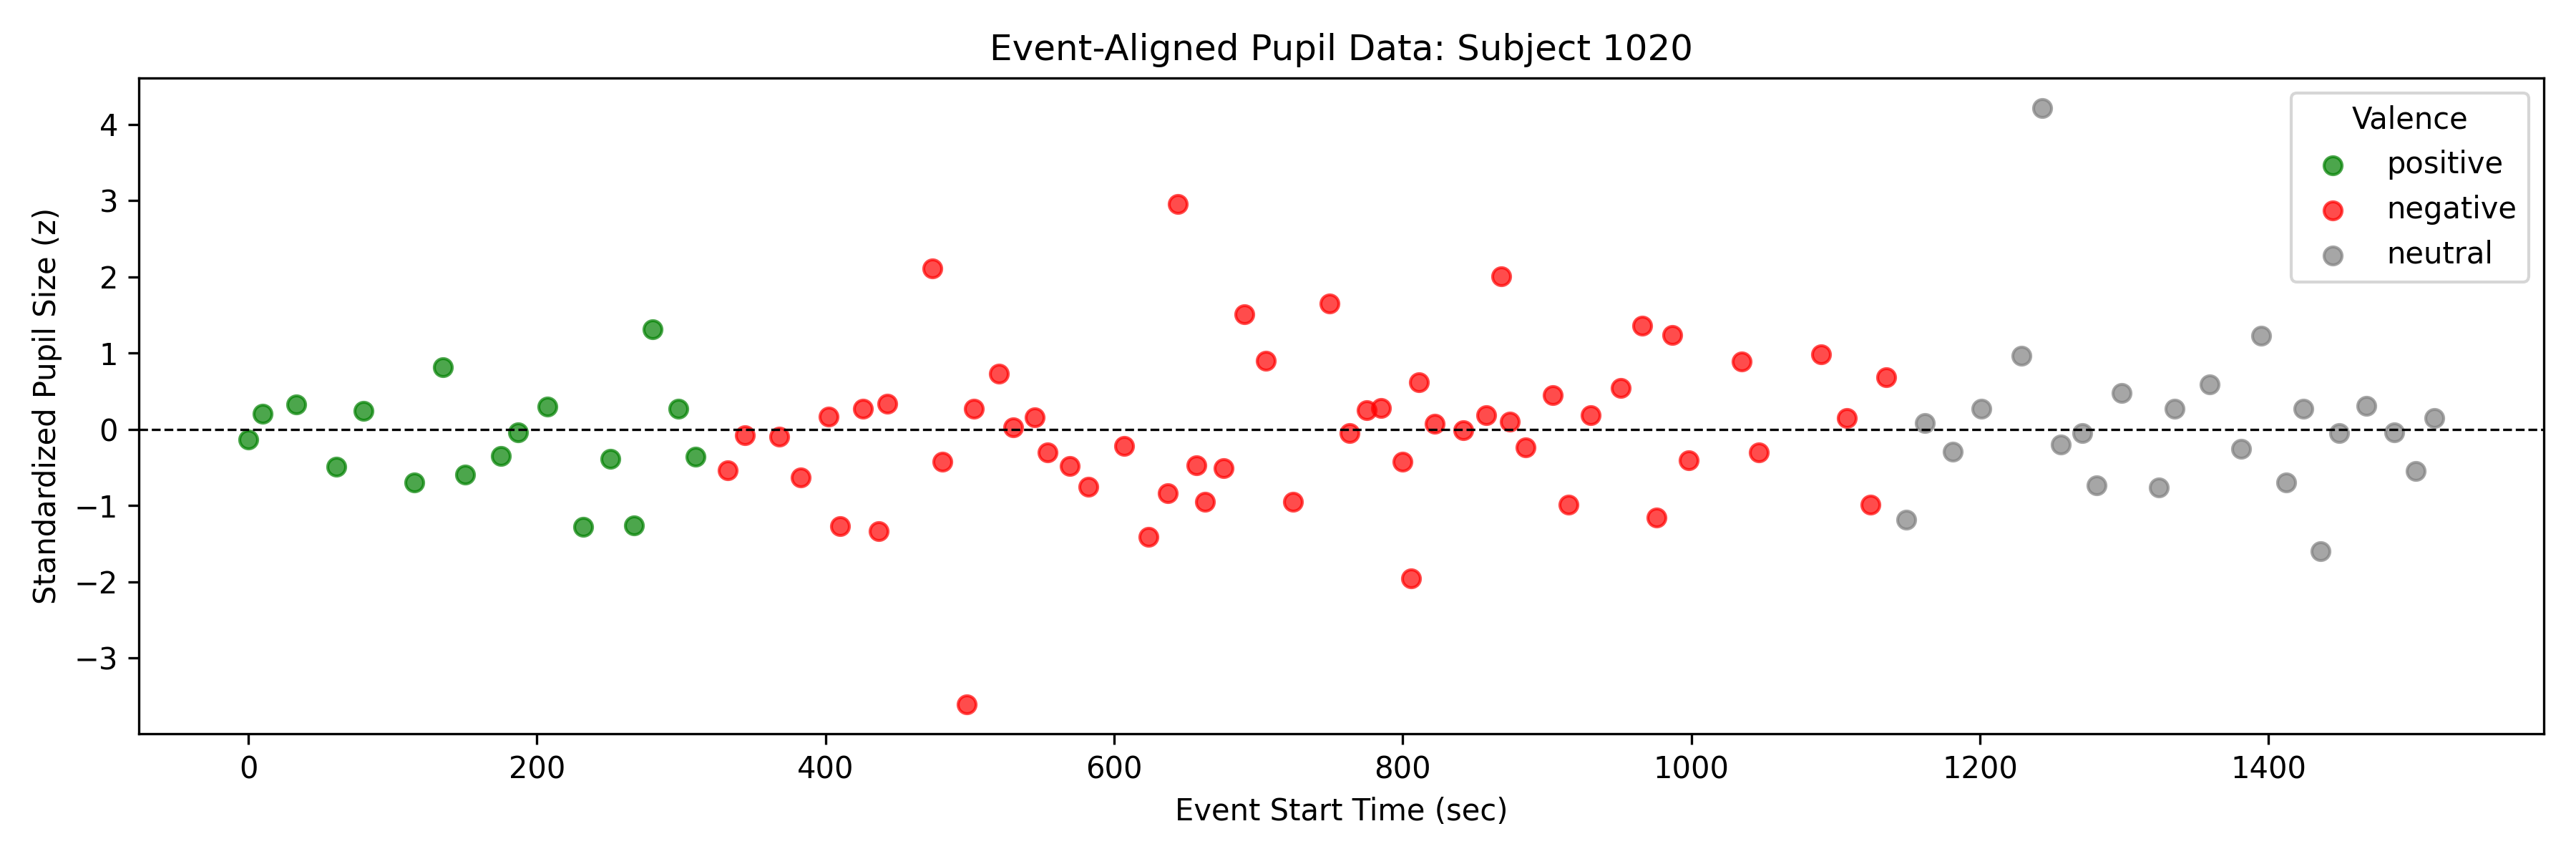 Event-Aligned Pupil Data: Subject 1020
Standardized Pupil Size (z)
4
3
2
1
0
−1
−2
−3
Valence
positive
negative
neutral
0 200 400 600 800 1000 1200 1400
Event Start Time (sec)